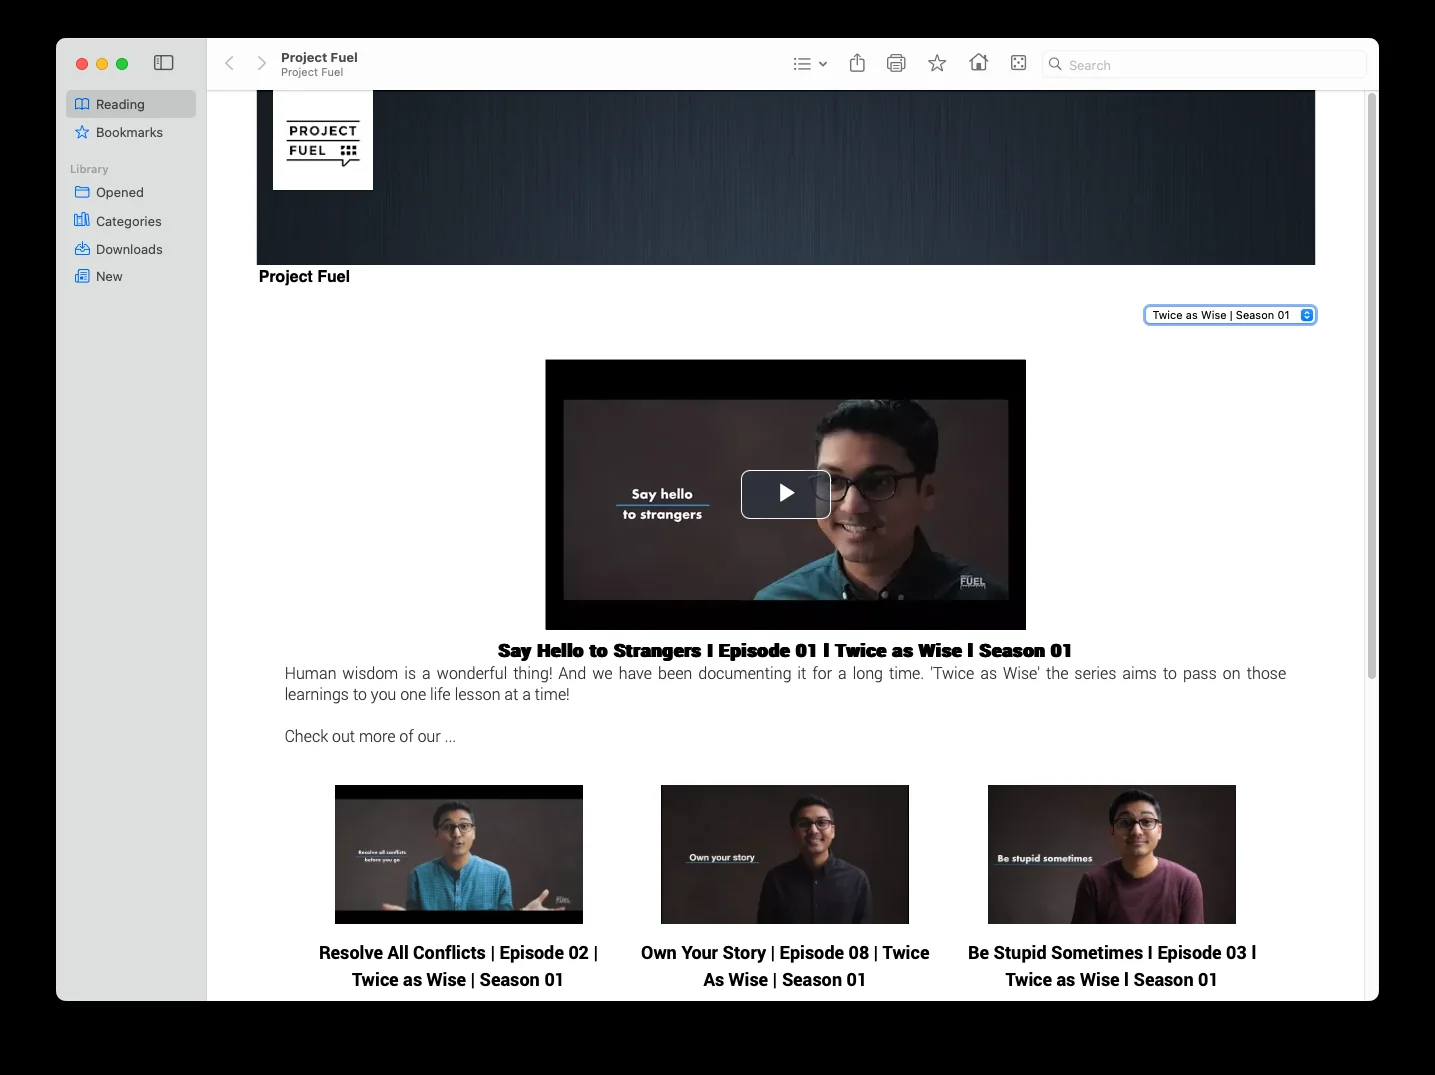 Project Fuel
Project Fuel
Search
Reading
Bookmarks
Library
Opened
Categories
Downloads
New
PROJECT
FUEL
Project Fuel
Twice as Wise | Season 01
Say hello
to strangers
FUEL
Say Hello to Strangers I Episode 01 l Twice as Wise l Season 01
Human wisdom is a wonderful thing! And we have been documenting it for a long time. 'Twice as Wise' the series aims to pass on those
learnings to you one life lesson at a time!
Check out more of our ...
Resolve all conflicts
before you go
FUEL
Own your story
Be stupid sometimes
Resolve All Conflicts | Episode 02 |
Twice as Wise | Season 01
Own Your Story | Episode 08 | Twice
As Wise | Season 01
Be Stupid Sometimes I Episode 03 l
Twice as Wise l Season 01